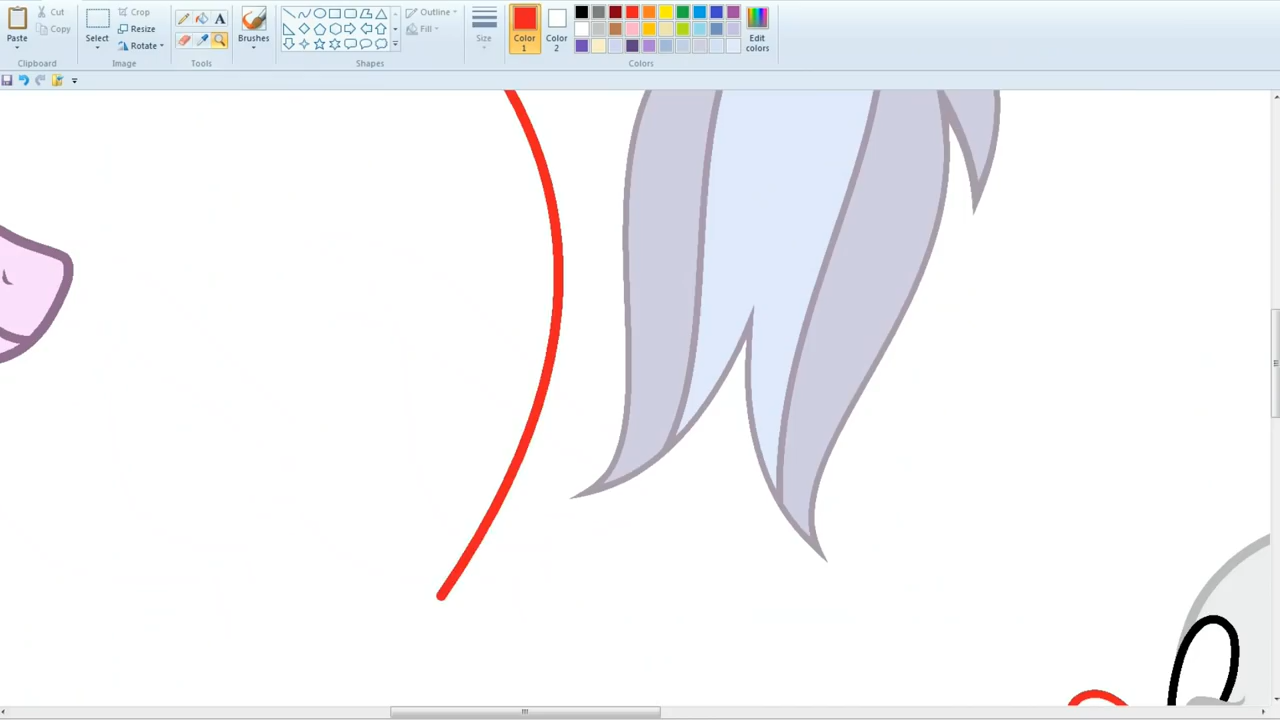 Paste
Cut
Copy
Clipboard
Select
Crop
Resize
Rotate
Image
A
Tools
Brushes
Shapes
Outline
Fill
Size
Color 1
Color 2
Colors
Edit colors